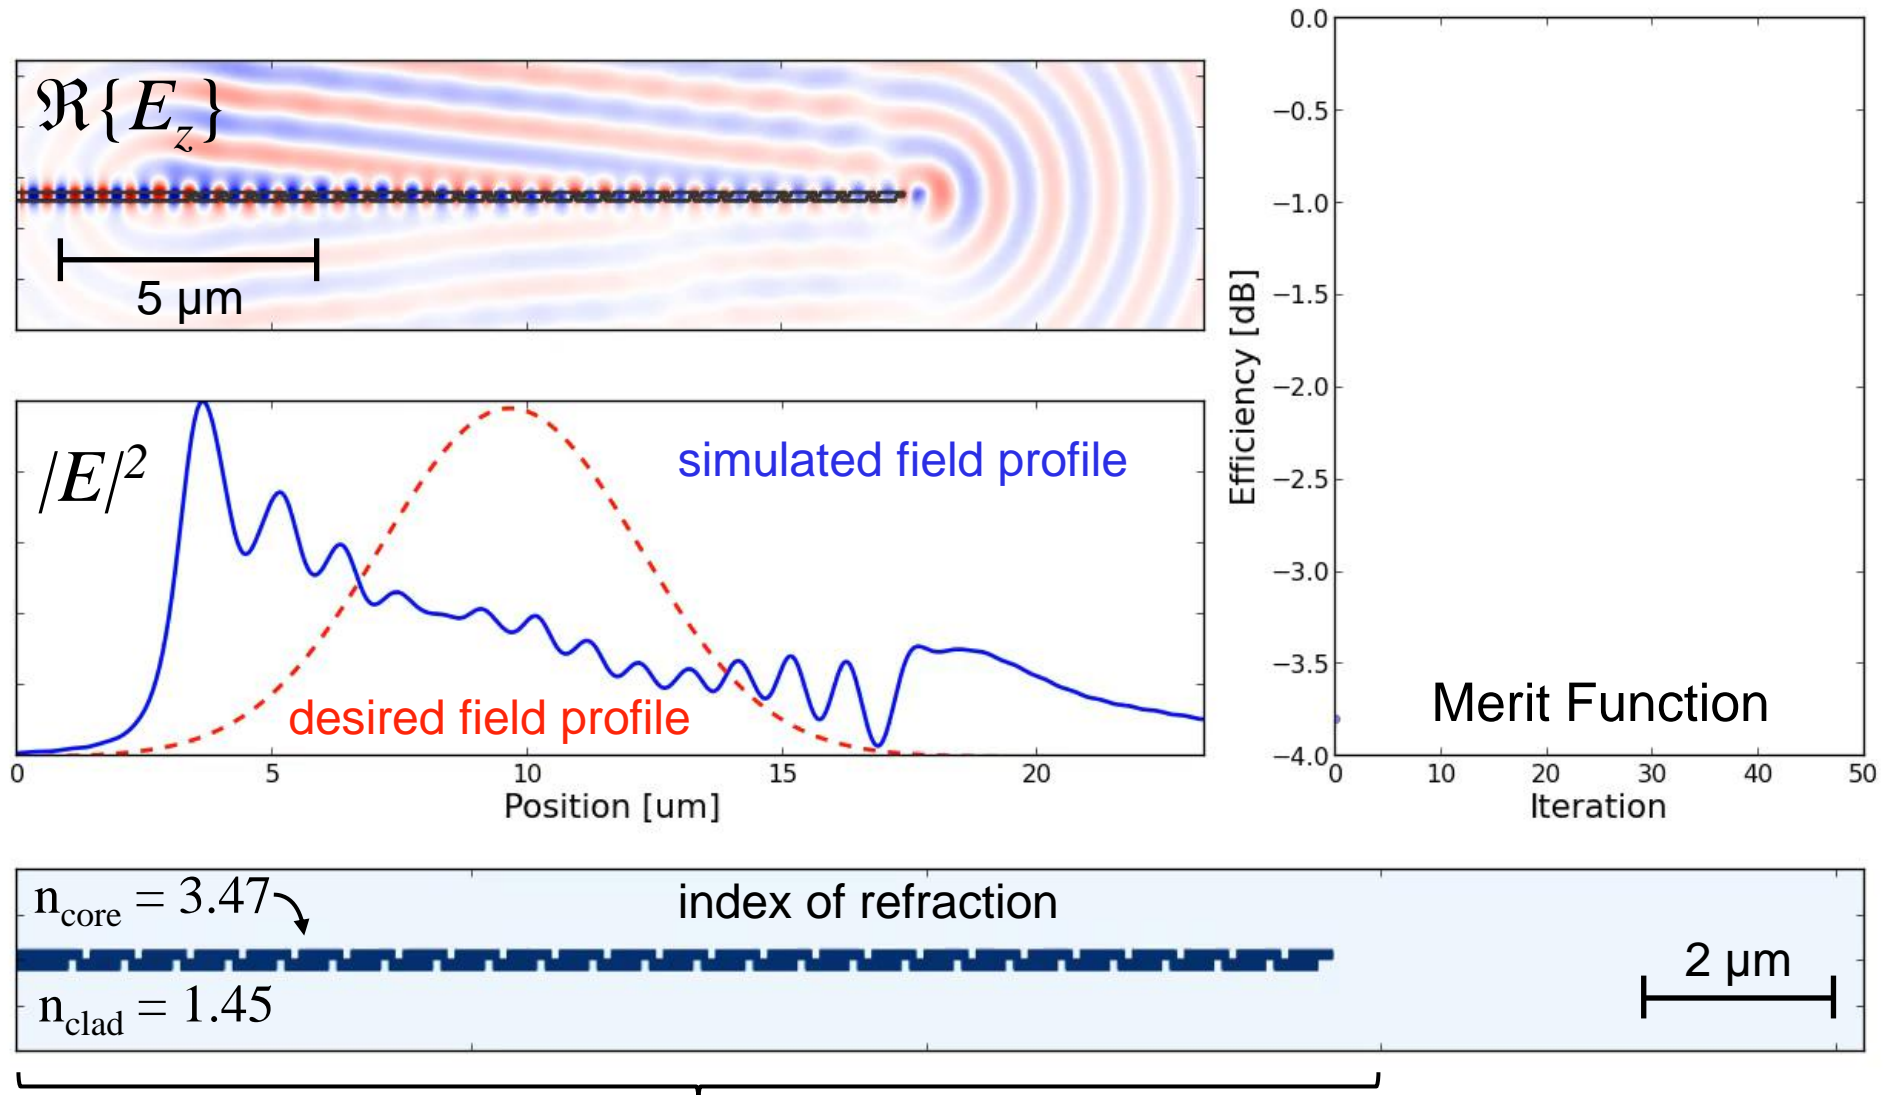 ℜ{E_z}
5 μm
|E|²
simulated field profile
desired field profile
0 5 10 15 20
Position [um]
0.0
−0.5
−1.0
−1.5
−2.0
−2.5
−3.0
−3.5
−4.0
Efficiency [dB]
Merit Function
0 10 20 30 40 50
Iteration
n_core = 3.47
index of refraction
n_clad = 1.45
2 μm